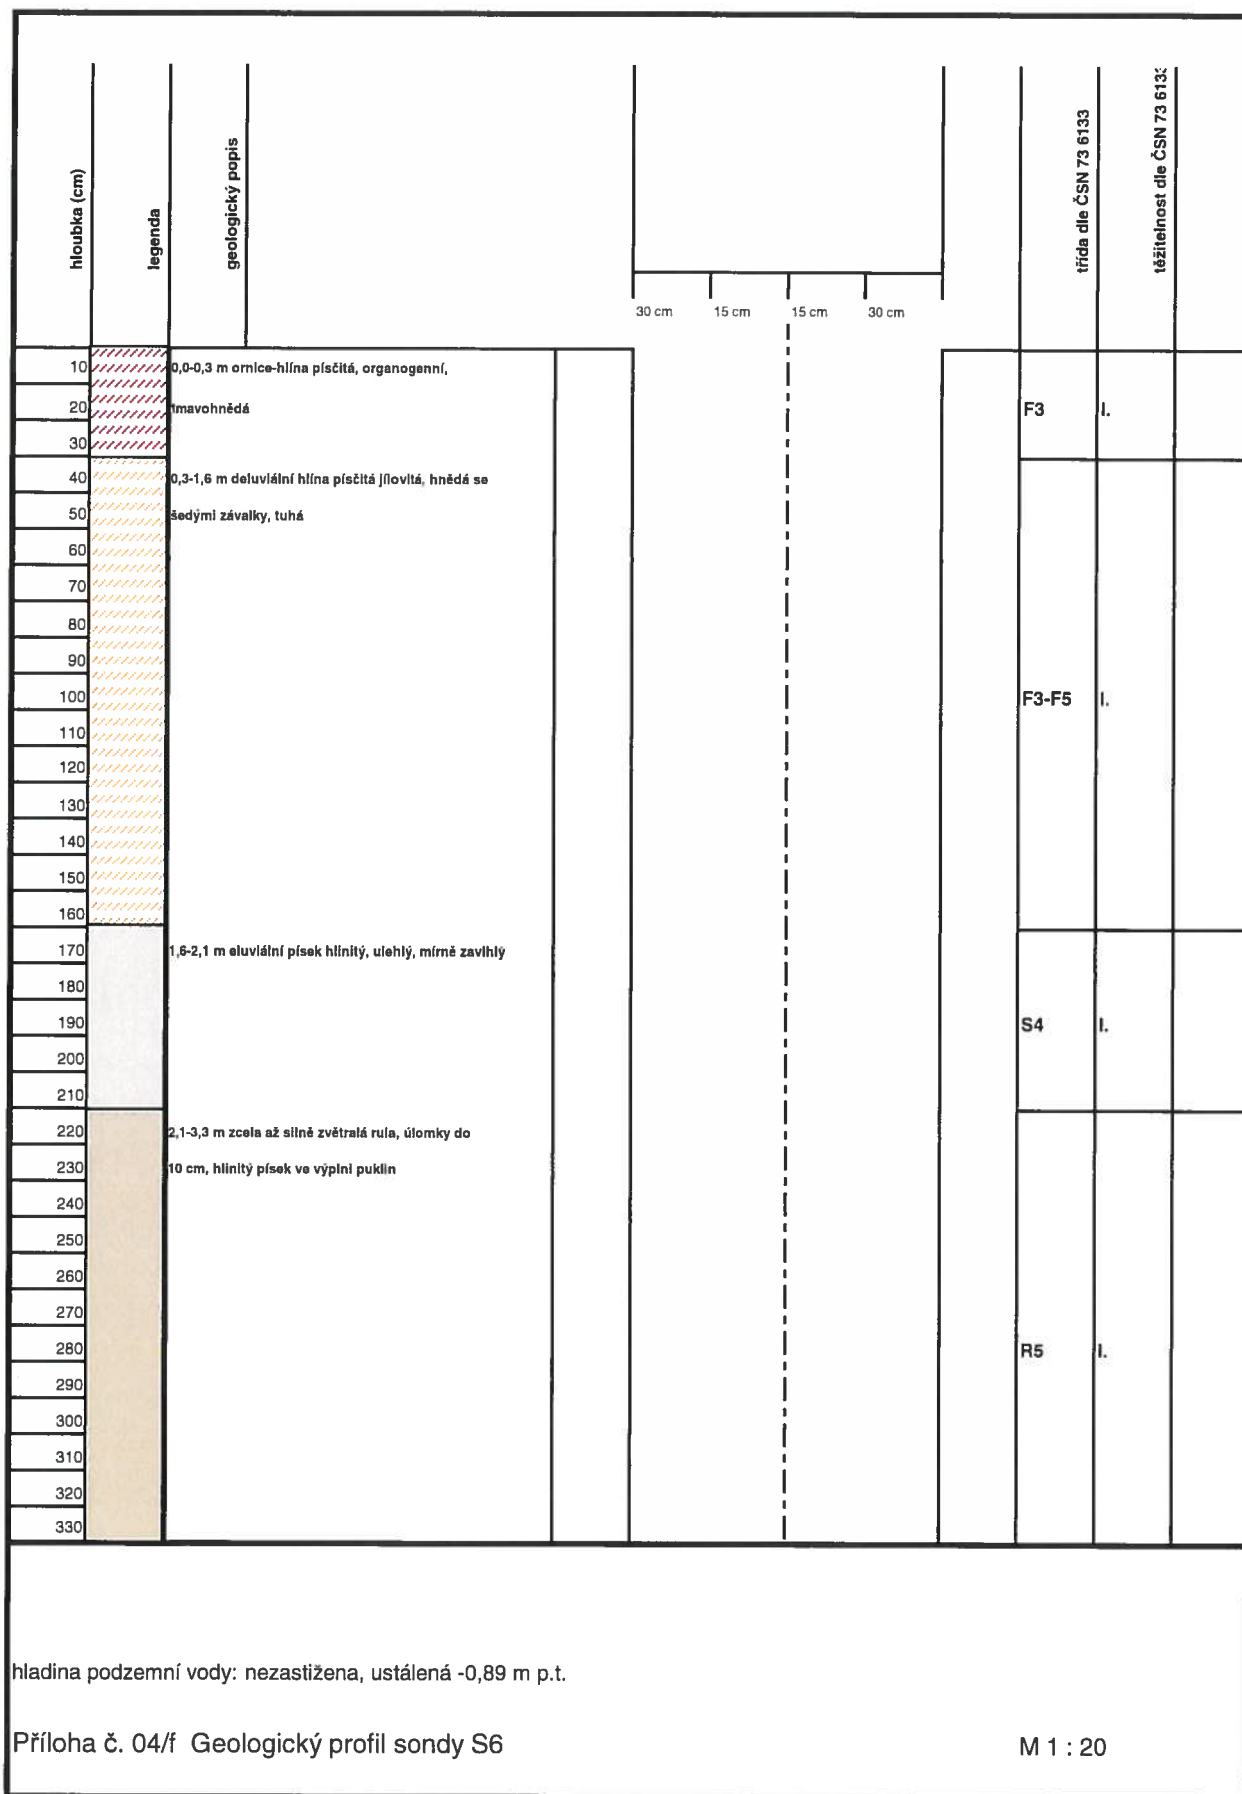 hloubka (cm)
legenda
geologický popis
třída dle ČSN 73 6133
těžitelnost dle ČSN 73 6133
30 cm 15 cm 15 cm 30 cm
10 0,0-0,3 m ornice-hlína písčitá, organogenní,
20 tmavohnědá F3 I.
30
40 0,3-1,6 m deluviální hlína písčitá jílovitá, hnědá se
50 šedými závalky, tuhá
60
70
80
90
100 F3-F5 I.
110
120
130
140
150
160
170 1,6-2,1 m eluviální písek hlinitý, ulehlý, mírně zavlhlý
180
190 S4 I.
200
210
220 2,1-3,3 m zcela až silně zvětralá rula, úlomky do
230 10 cm, hlinitý písek ve výplni puklin
240
250
260
270
280 R5 I.
290
300
310
320
330
hladina podzemní vody: nezastižena, ustálená -0,89 m p.t.
Příloha č. 04/f Geologický profil sondy S6 M 1 : 20